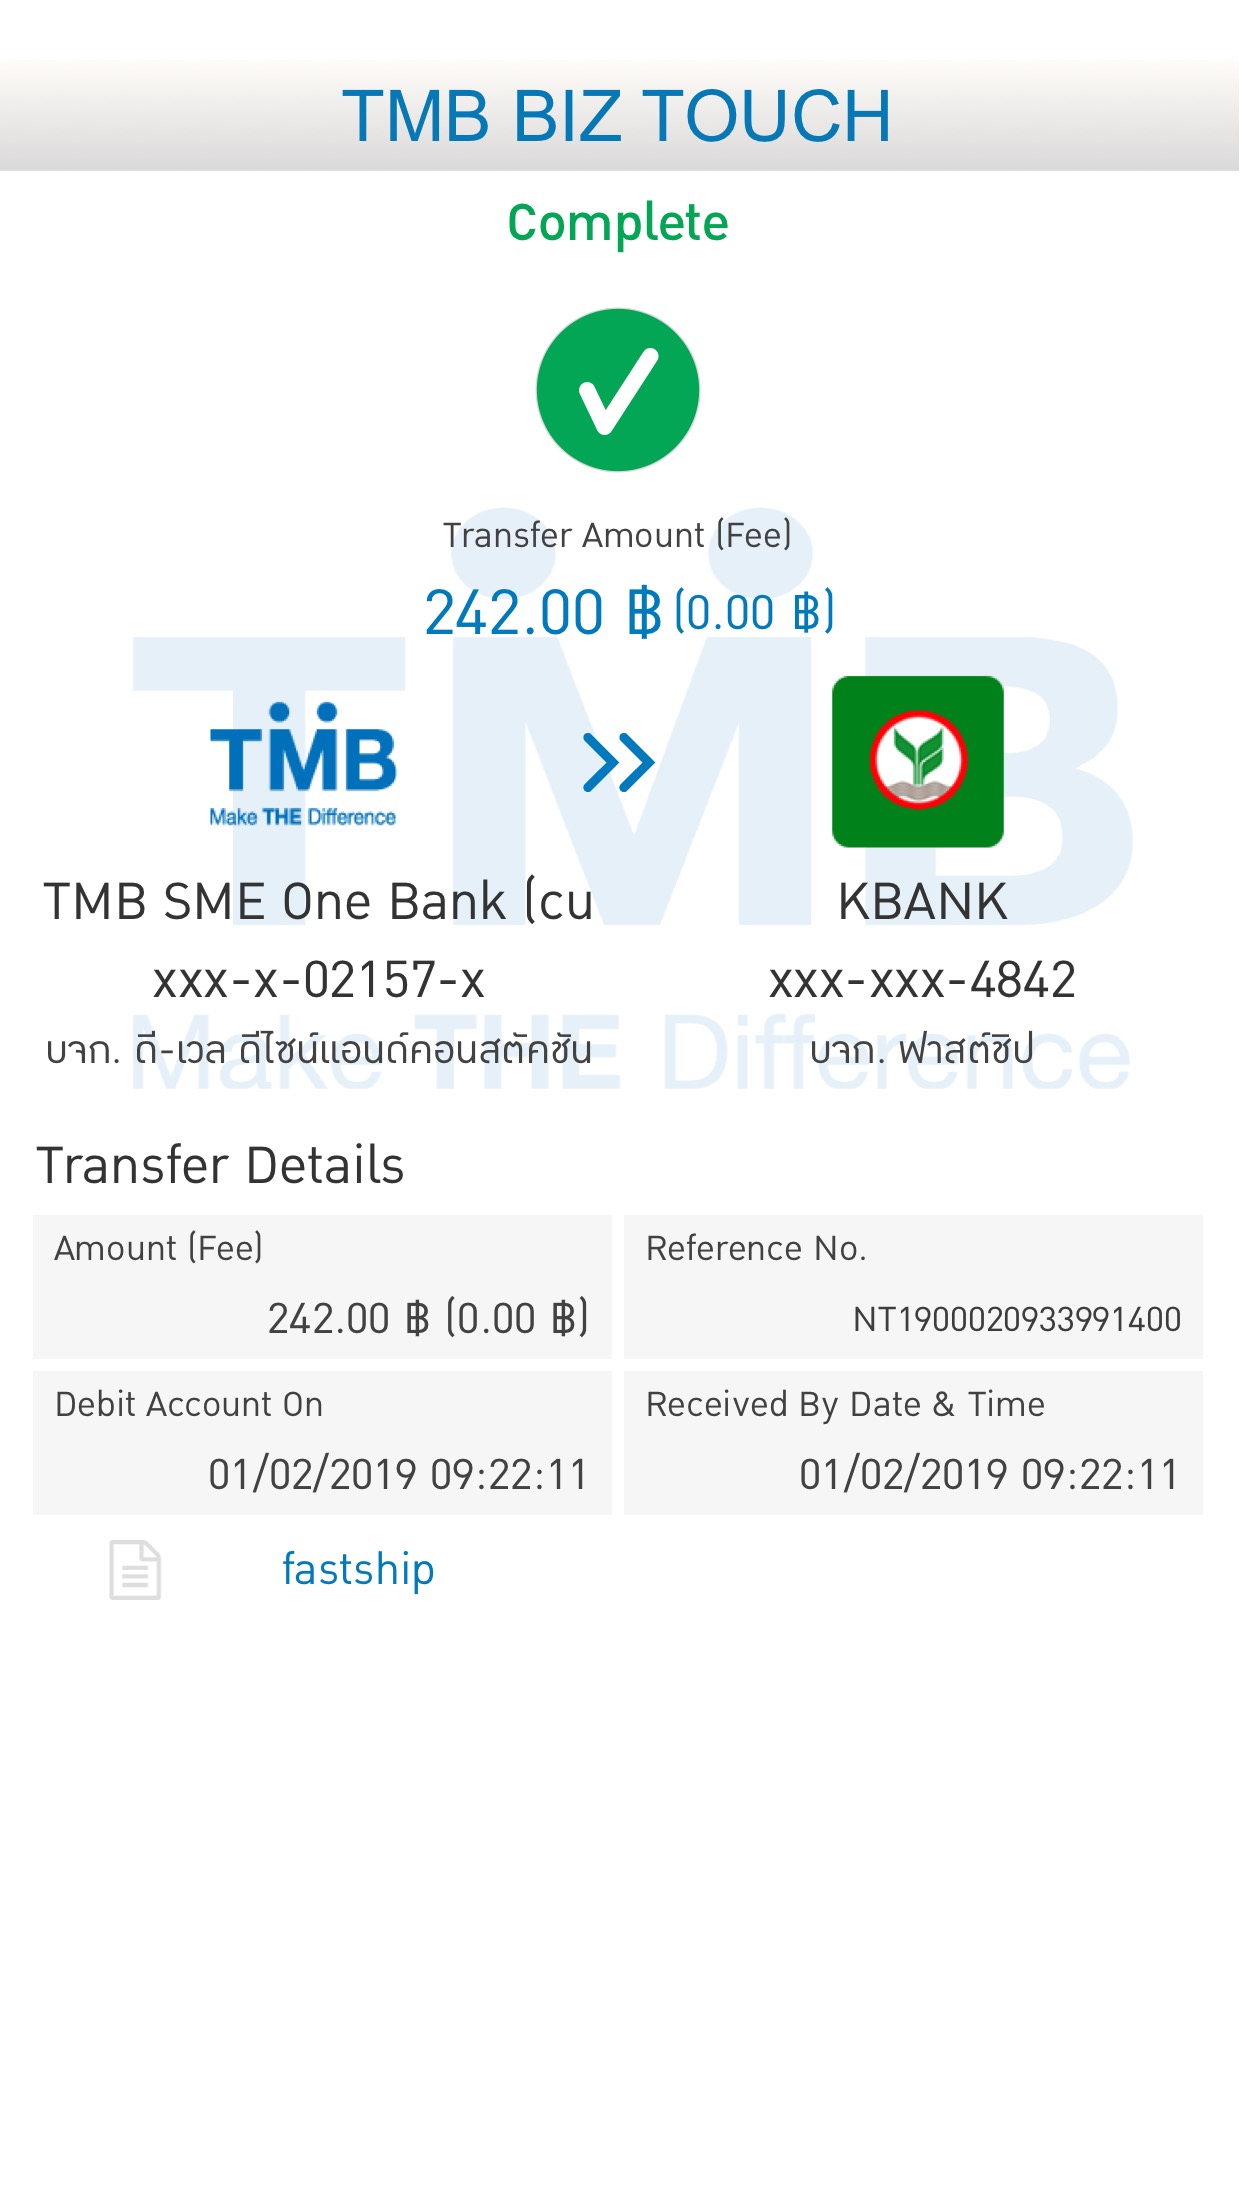 TMB BIZ TOUCH
Complete
Transfer Amount (Fee)
242.00 ฿ (0.00 ฿)
TMB
Make THE Difference
TMB
Make THE Difference
TMB SME One Bank (cu
KBANK
xxx-x-02157-x
xxx-xxx-4842
บจก. ดี-เวล ดีไซน์แอนด์คอนสตัคชัน
บจก. ฟาสต์ชิป
Transfer Details
Amount (Fee)
242.00 ฿ (0.00 ฿)
Reference No.
NT1900020933991400
Debit Account On
01/02/2019 09:22:11
Received By Date & Time
01/02/2019 09:22:11
fastship